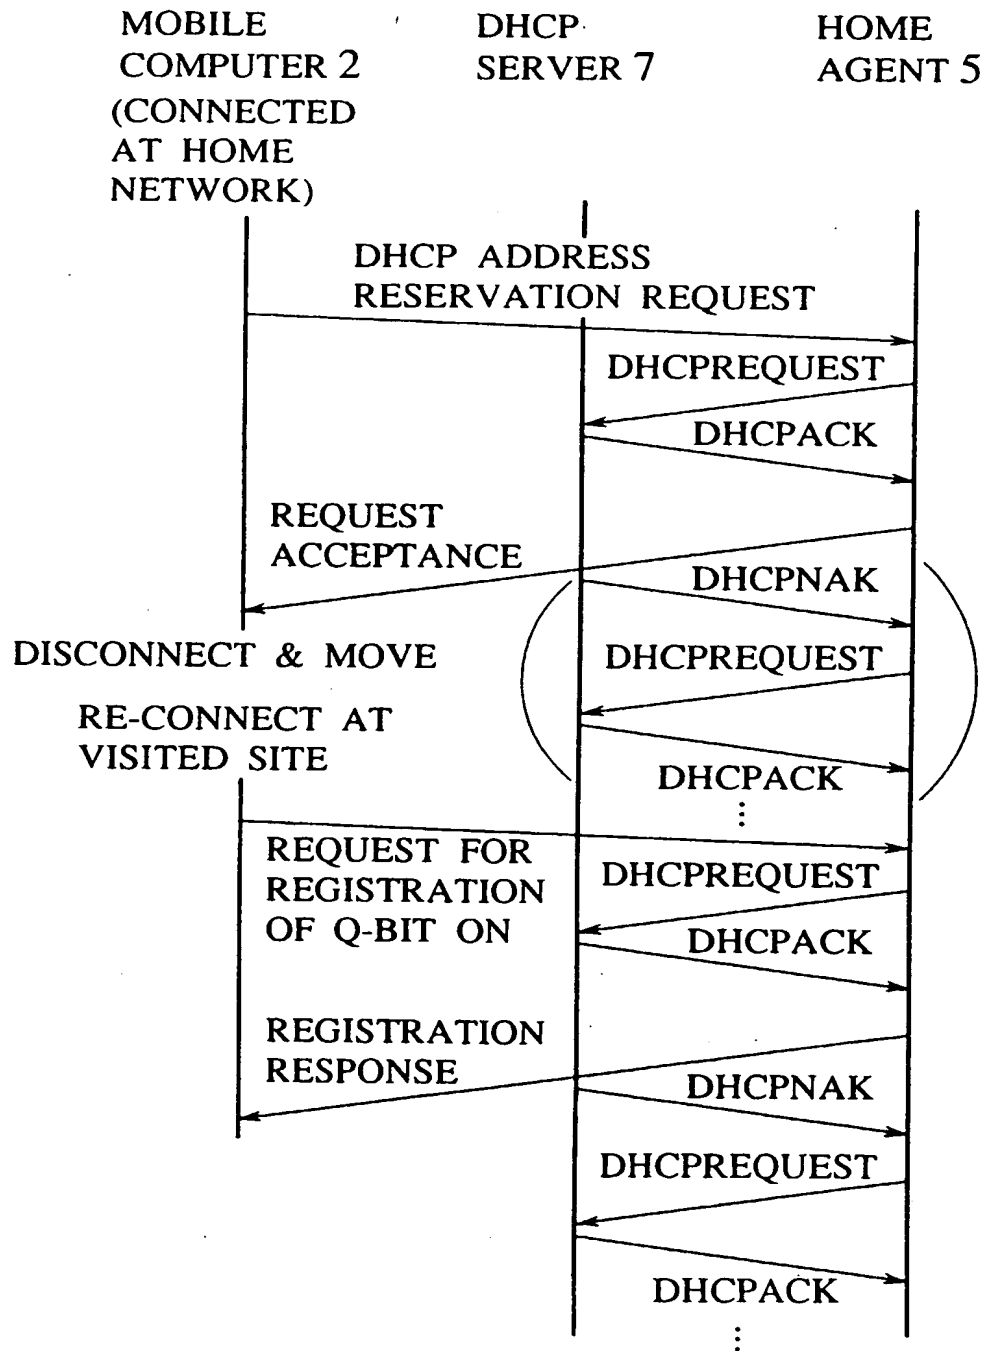 MOBILE
COMPUTER 2
(CONNECTED
AT HOME
NETWORK)
DHCP
SERVER 7
HOME
AGENT 5
DHCP ADDRESS
RESERVATION REQUEST
DHCPREQUEST
DHCPACK
REQUEST
ACCEPTANCE
DHCPNAK
DISCONNECT & MOVE
DHCPREQUEST
RE-CONNECT AT
VISITED SITE
DHCPACK
REQUEST FOR
REGISTRATION
OF Q-BIT ON
DHCPREQUEST
DHCPACK
REGISTRATION
RESPONSE
DHCPNAK
DHCPREQUEST
DHCPACK